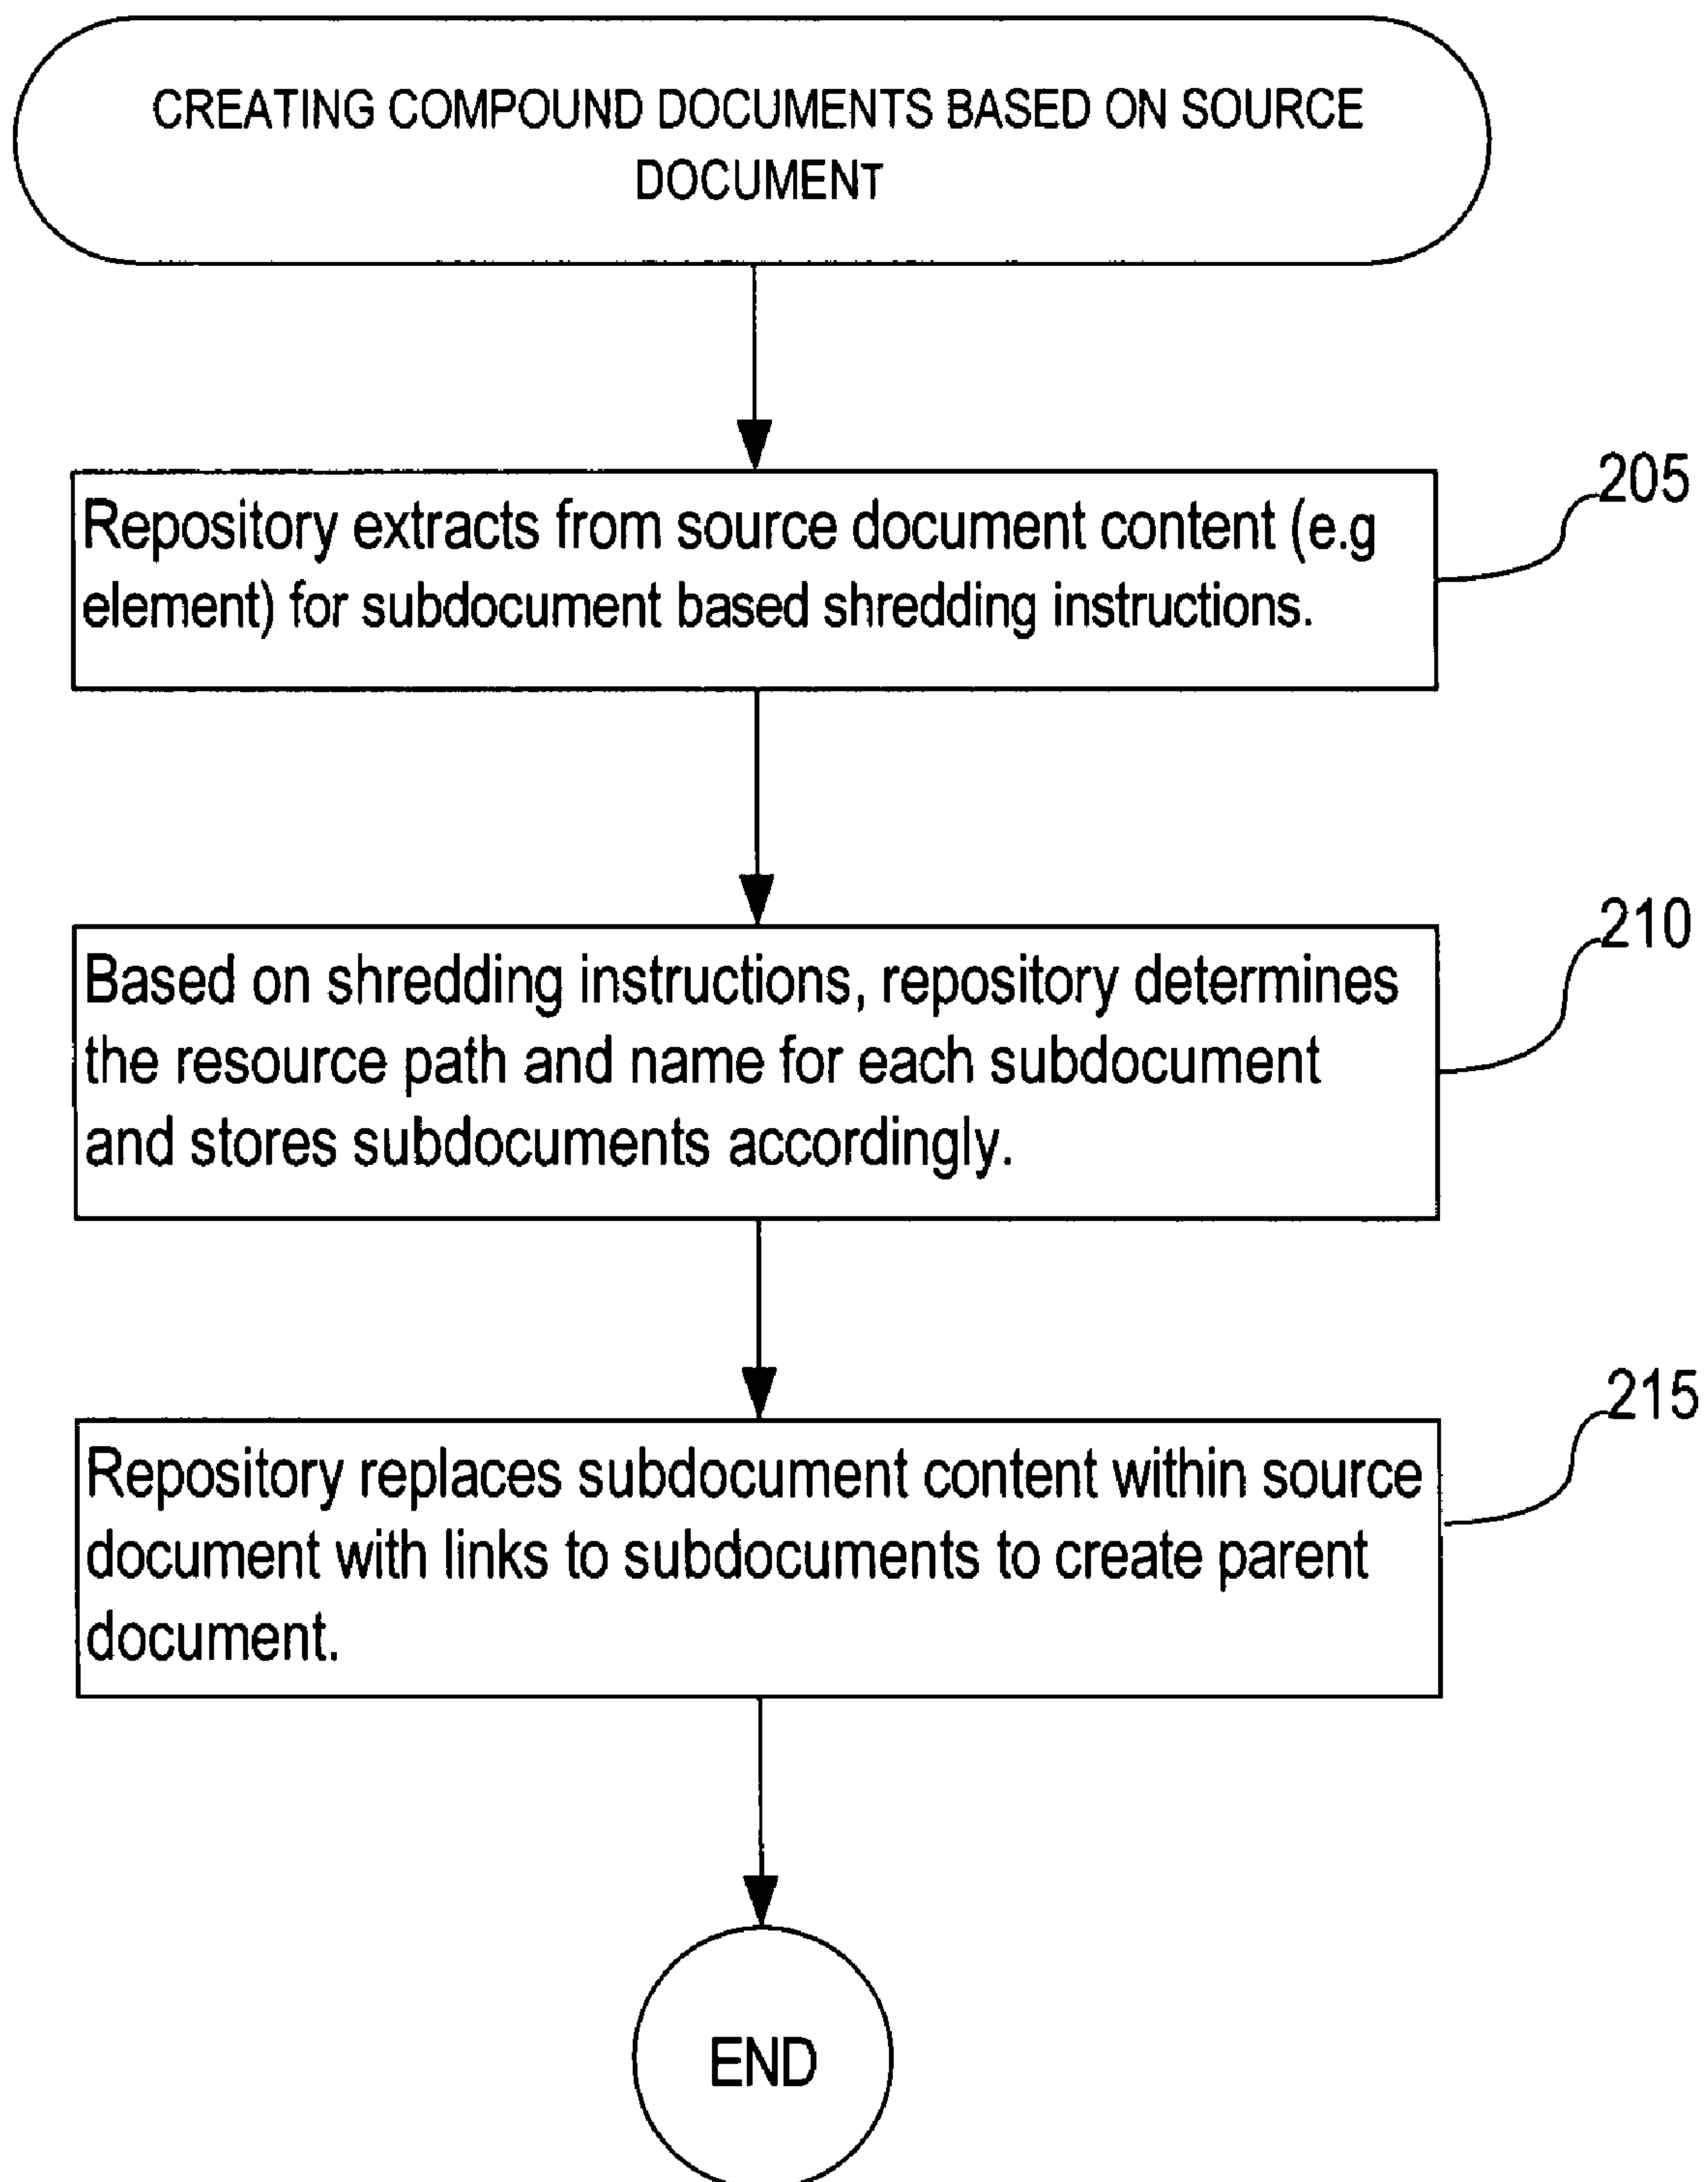 CREATING COMPOUND DOCUMENTS BASED ON SOURCE
DOCUMENT
205
Repository extracts from source document content (e.g
element) for subdocument based shredding instructions.
210
Based on shredding instructions, repository determines
the resource path and name for each subdocument
and stores subdocuments accordingly.
215
Repository replaces subdocument content within source
document with links to subdocuments to create parent
document.
END